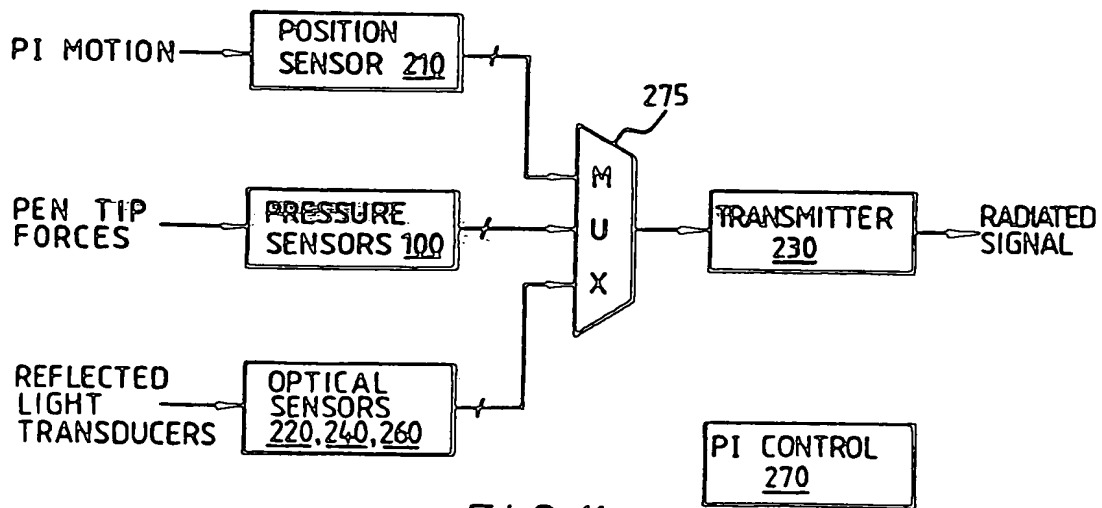 PI MOTION
POSITION
SENSOR 210
275
PEN TIP
FORCES
PRESSURE
SENSORS 100
M
U
X
TRANSMITTER
230
RADIATED
SIGNAL
REFLECTED
LIGHT
TRANSDUCERS
OPTICAL
SENSORS
220, 240, 260
PI CONTROL
270